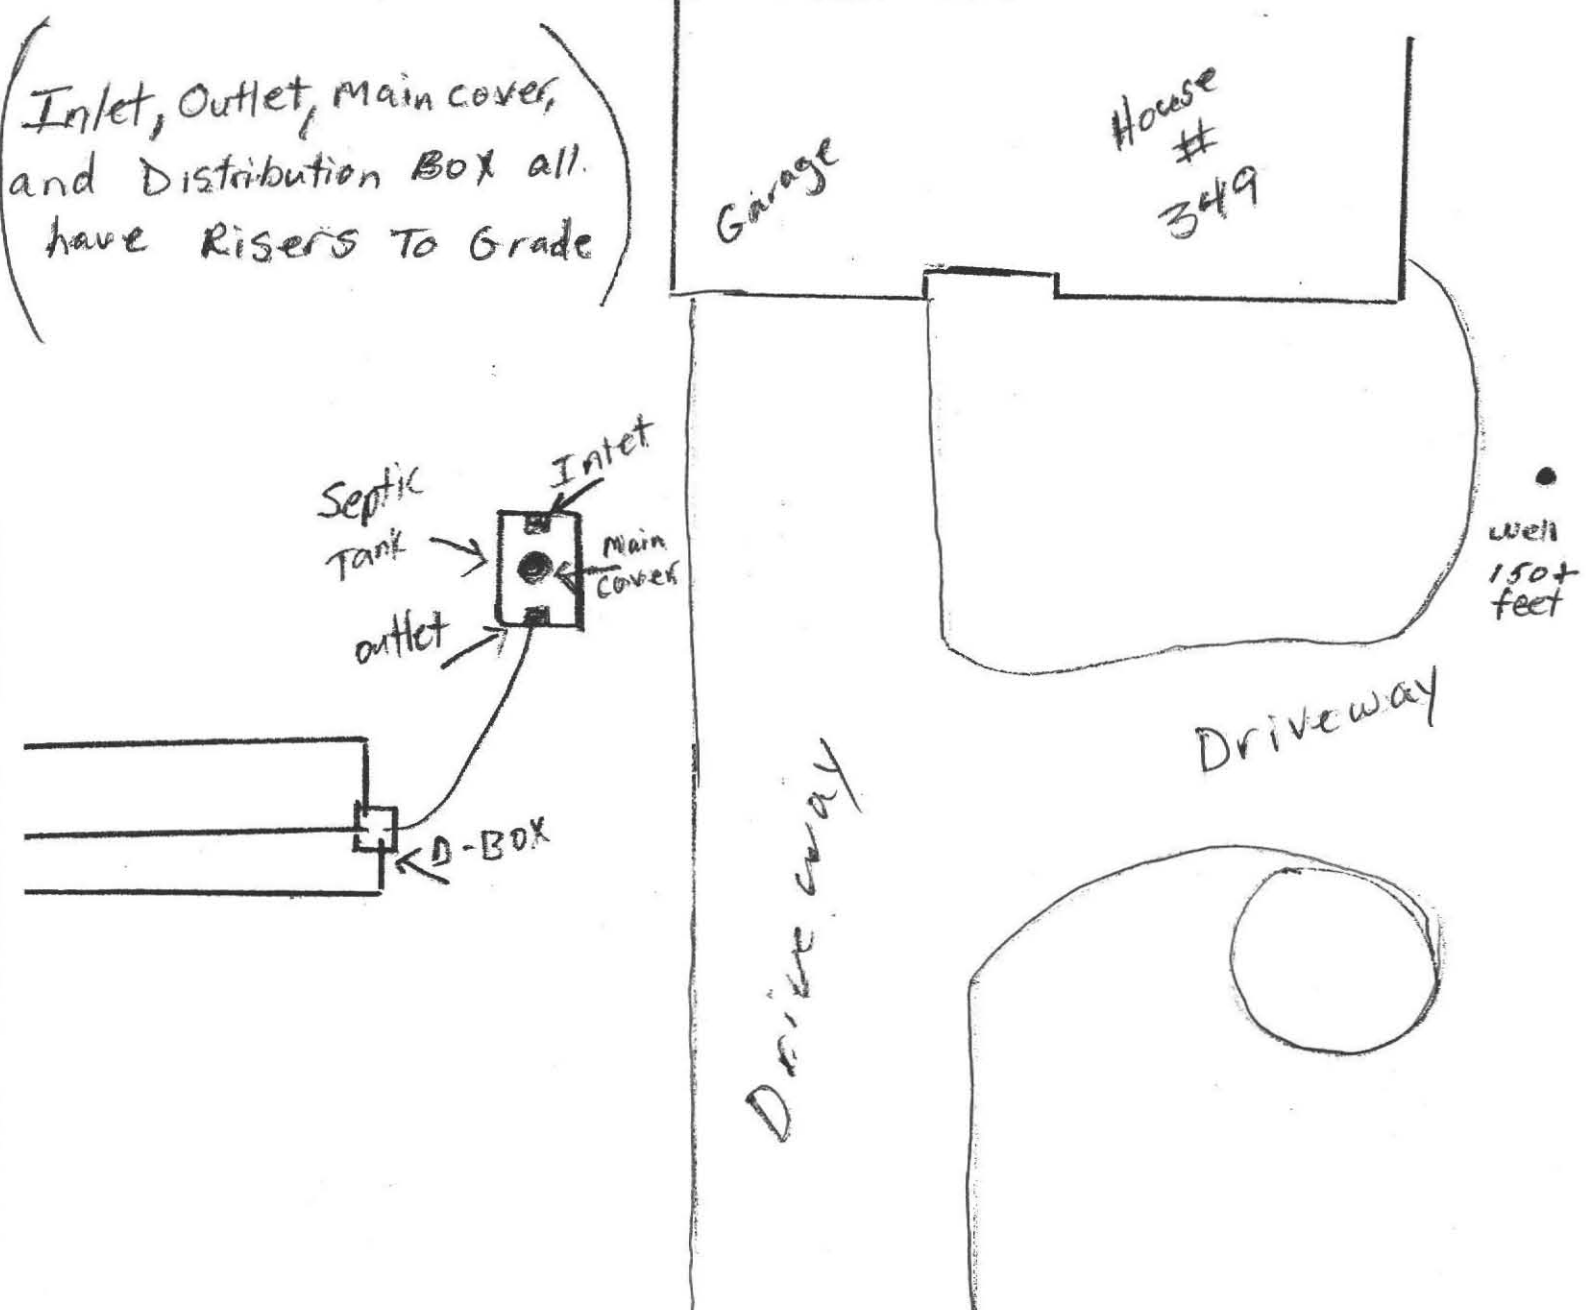 Inlet, Outlet, Main cover,
and Distribution Box all
have Risers To Grade
Garage
House
#
349
Inlet
Septic
Tank
Main
cover
outlet
well
150+
feet
Driveway
D-BOX
Driveway